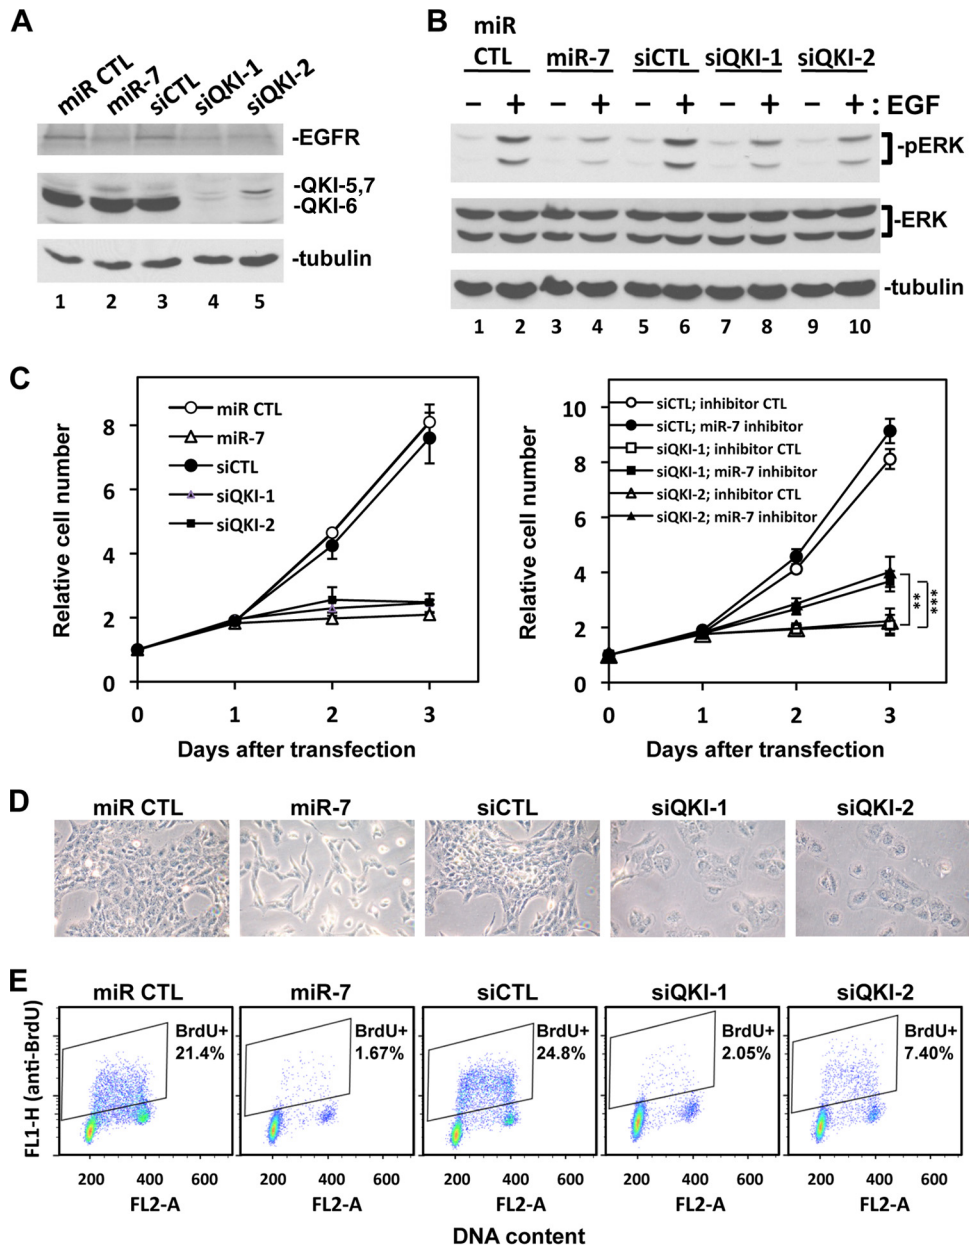 A
miR CTL
miR-7
siCTL
siQKI-1
siQKI-2
-EGFR
-QKI-5,7
-QKI-6
-tubulin
1 2 3 4 5
B
miR
CTL miR-7 siCTL siQKI-1 siQKI-2
− + − + − + − + − + : EGF
-pERK
-ERK
-tubulin
1 2 3 4 5 6 7 8 9 10
C
Relative cell number
8
6
4
2
0
miR CTL
miR-7
siCTL
siQKI-1
siQKI-2
0 1 2 3
Days after transfection
Relative cell number
10
8
6
4
2
0
siCTL; inhibitor CTL
siCTL; miR-7 inhibitor
siQKI-1; inhibitor CTL
siQKI-1; miR-7 inhibitor
siQKI-2; inhibitor CTL
siQKI-2; miR-7 inhibitor
**
***
0 1 2 3
Days after transfection
D
miR CTL miR-7 siCTL siQKI-1 siQKI-2
E
miR CTL miR-7 siCTL siQKI-1 siQKI-2
FL1-H (anti-BrdU)
BrdU+
21.4%
BrdU+
1.67%
BrdU+
24.8%
BrdU+
2.05%
BrdU+
7.40%
200 400 600 200 400 600 200 400 600 200 400 600 200 400 600
FL2-A FL2-A FL2-A FL2-A FL2-A
DNA content